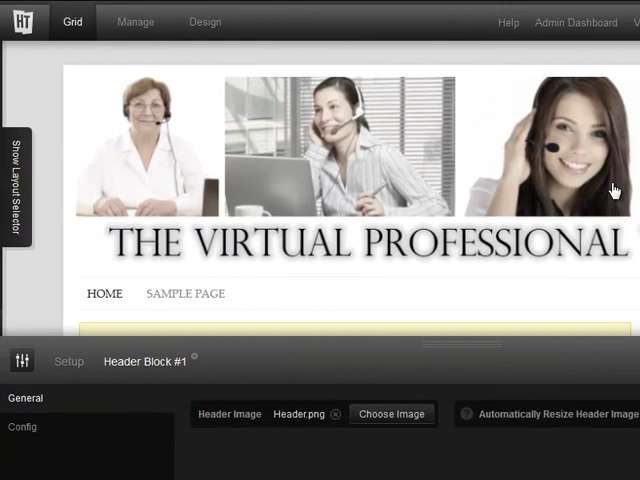 HT Grid Manage Design Help Admin Dashboard V
Show Layout Selector
THE VIRTUAL PROFESSIONAL
HOME SAMPLE PAGE
Setup Header Block #1
General
Header Image Header.png Choose Image ? Automatically Resize Header Image
Config